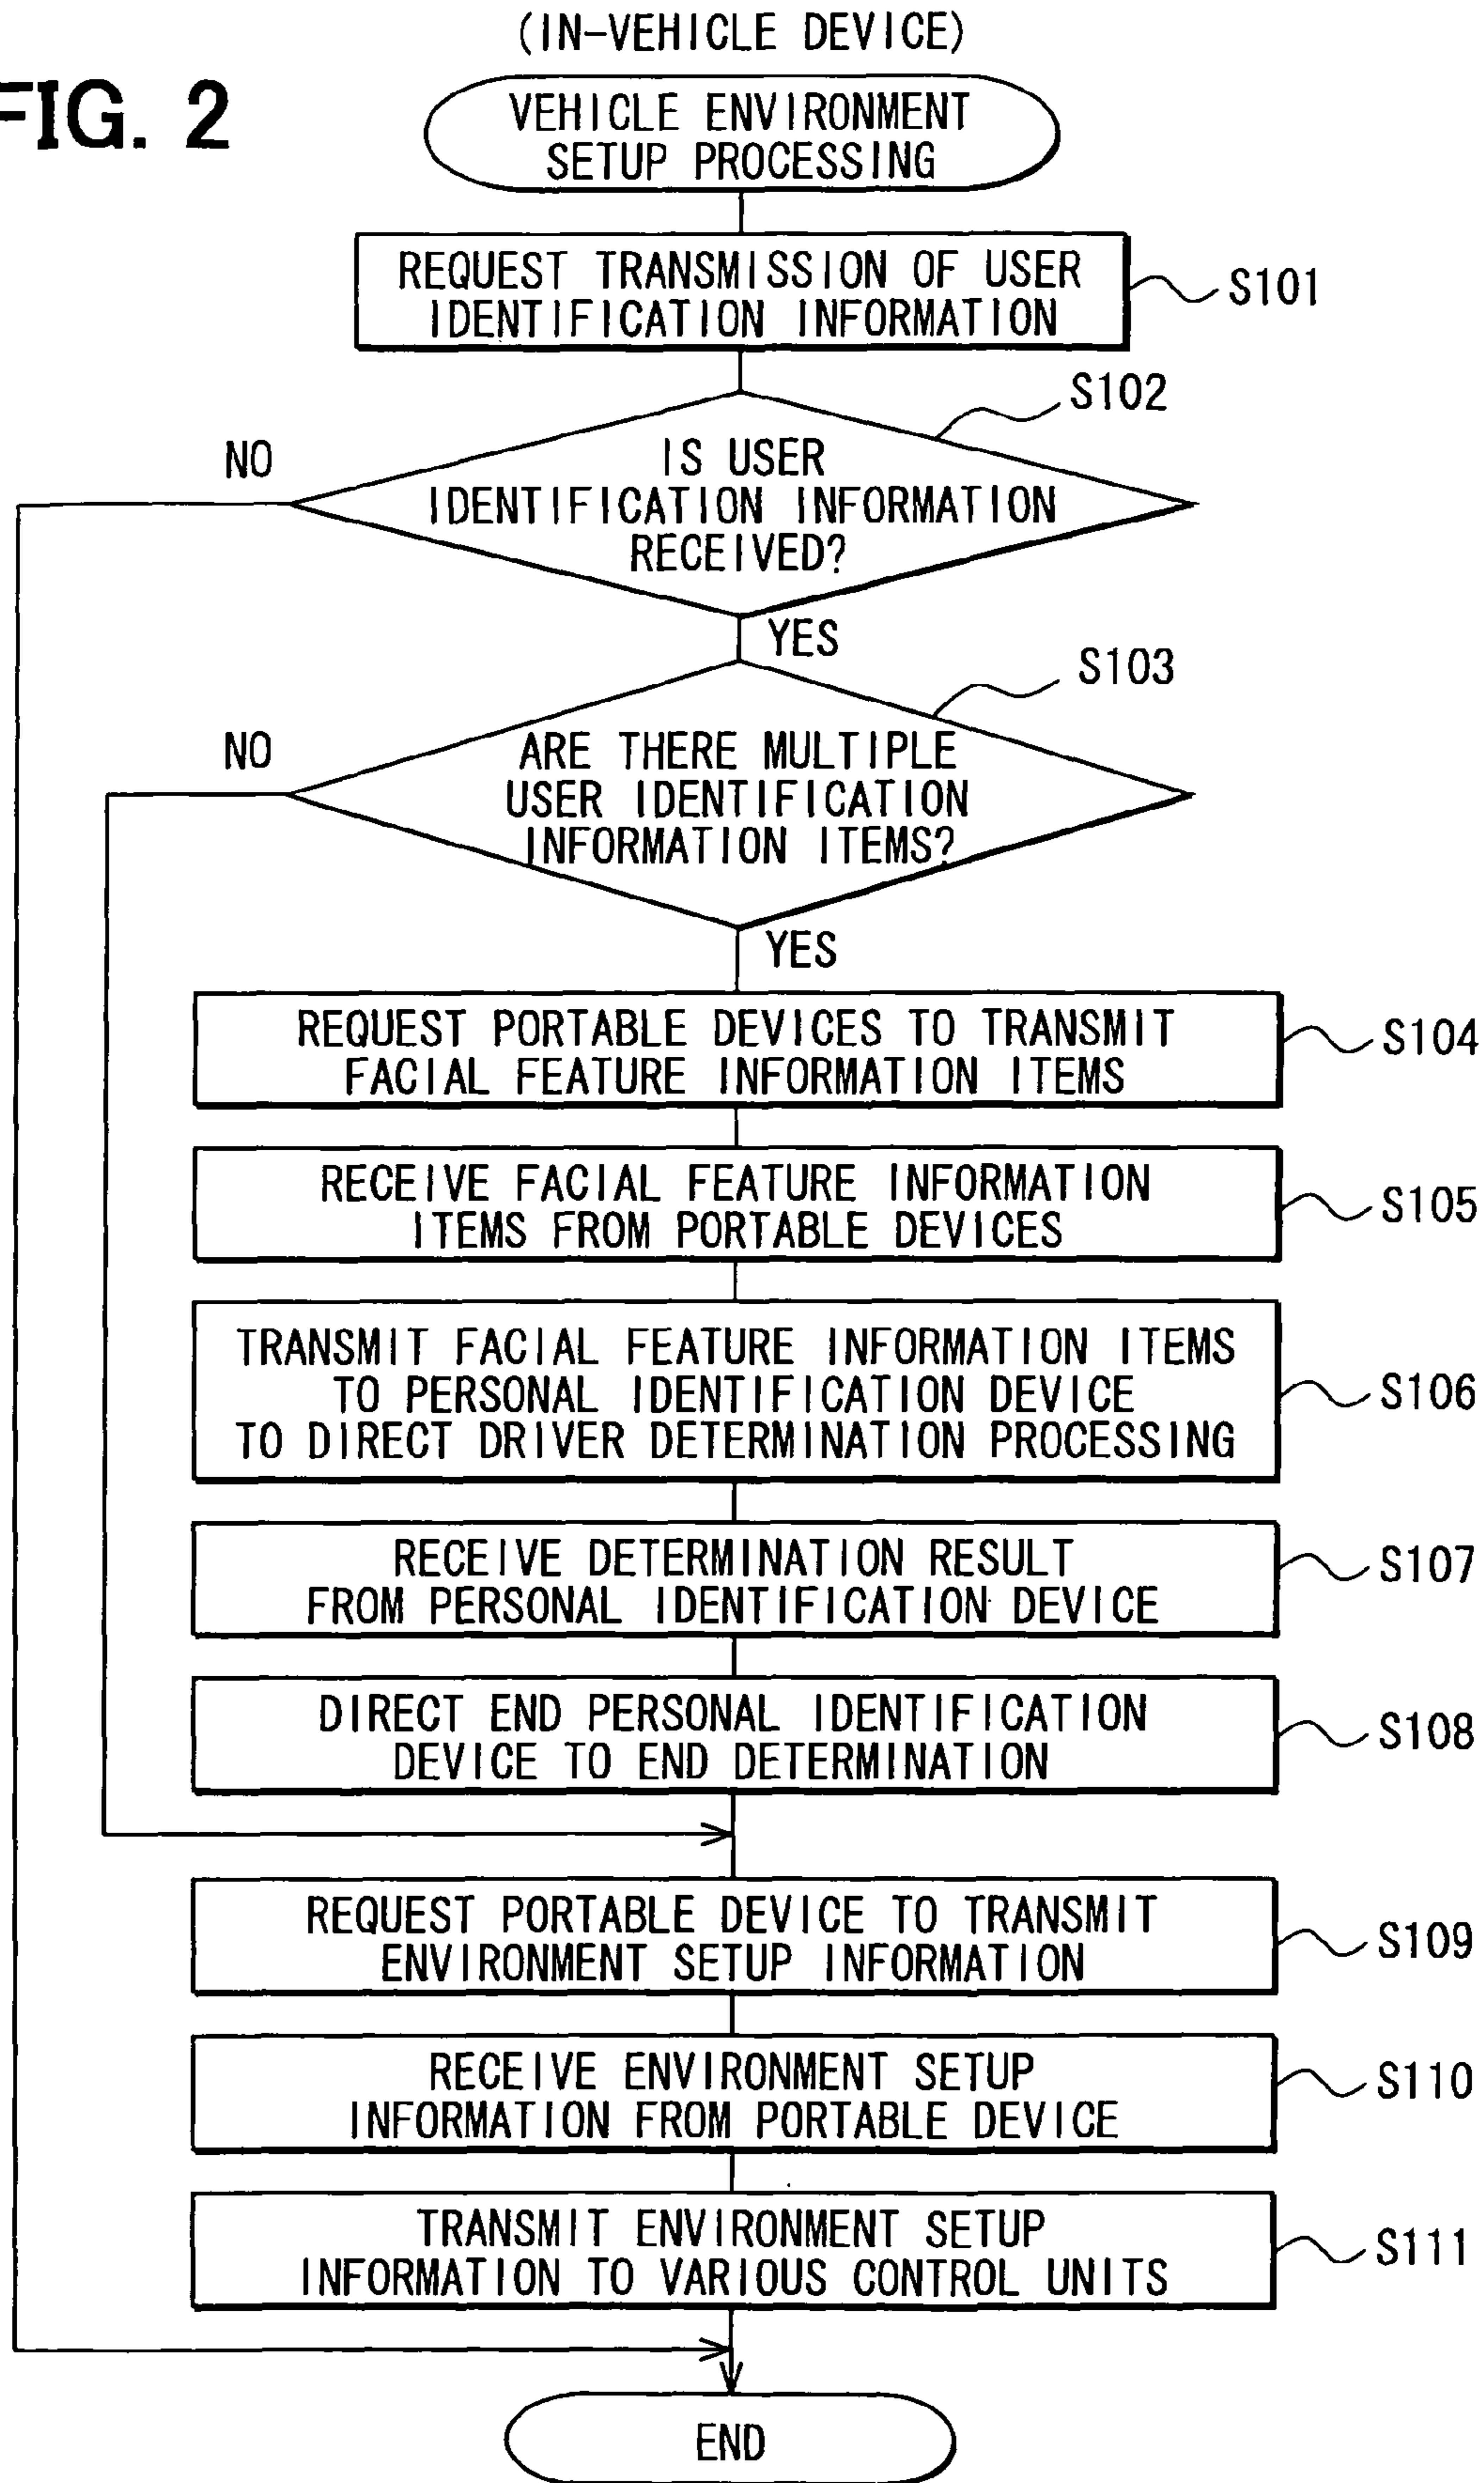 (IN-VEHICLE DEVICE)
FIG. 2
VEHICLE ENVIRONMENT
SETUP PROCESSING
REQUEST TRANSMISSION OF USER
IDENTIFICATION INFORMATION
S101
S102
NO
IS USER
IDENTIFICATION INFORMATION
RECEIVED?
YES
S103
NO
ARE THERE MULTIPLE
USER IDENTIFICATION
INFORMATION ITEMS?
YES
REQUEST PORTABLE DEVICES TO TRANSMIT
FACIAL FEATURE INFORMATION ITEMS
S104
RECEIVE FACIAL FEATURE INFORMATION
ITEMS FROM PORTABLE DEVICES
S105
TRANSMIT FACIAL FEATURE INFORMATION ITEMS
TO PERSONAL IDENTIFICATION DEVICE
TO DIRECT DRIVER DETERMINATION PROCESSING
S106
RECEIVE DETERMINATION RESULT
FROM PERSONAL IDENTIFICATION DEVICE
S107
DIRECT END PERSONAL IDENTIFICATION
DEVICE TO END DETERMINATION
S108
REQUEST PORTABLE DEVICE TO TRANSMIT
ENVIRONMENT SETUP INFORMATION
S109
RECEIVE ENVIRONMENT SETUP
INFORMATION FROM PORTABLE DEVICE
S110
TRANSMIT ENVIRONMENT SETUP
INFORMATION TO VARIOUS CONTROL UNITS
S111
END